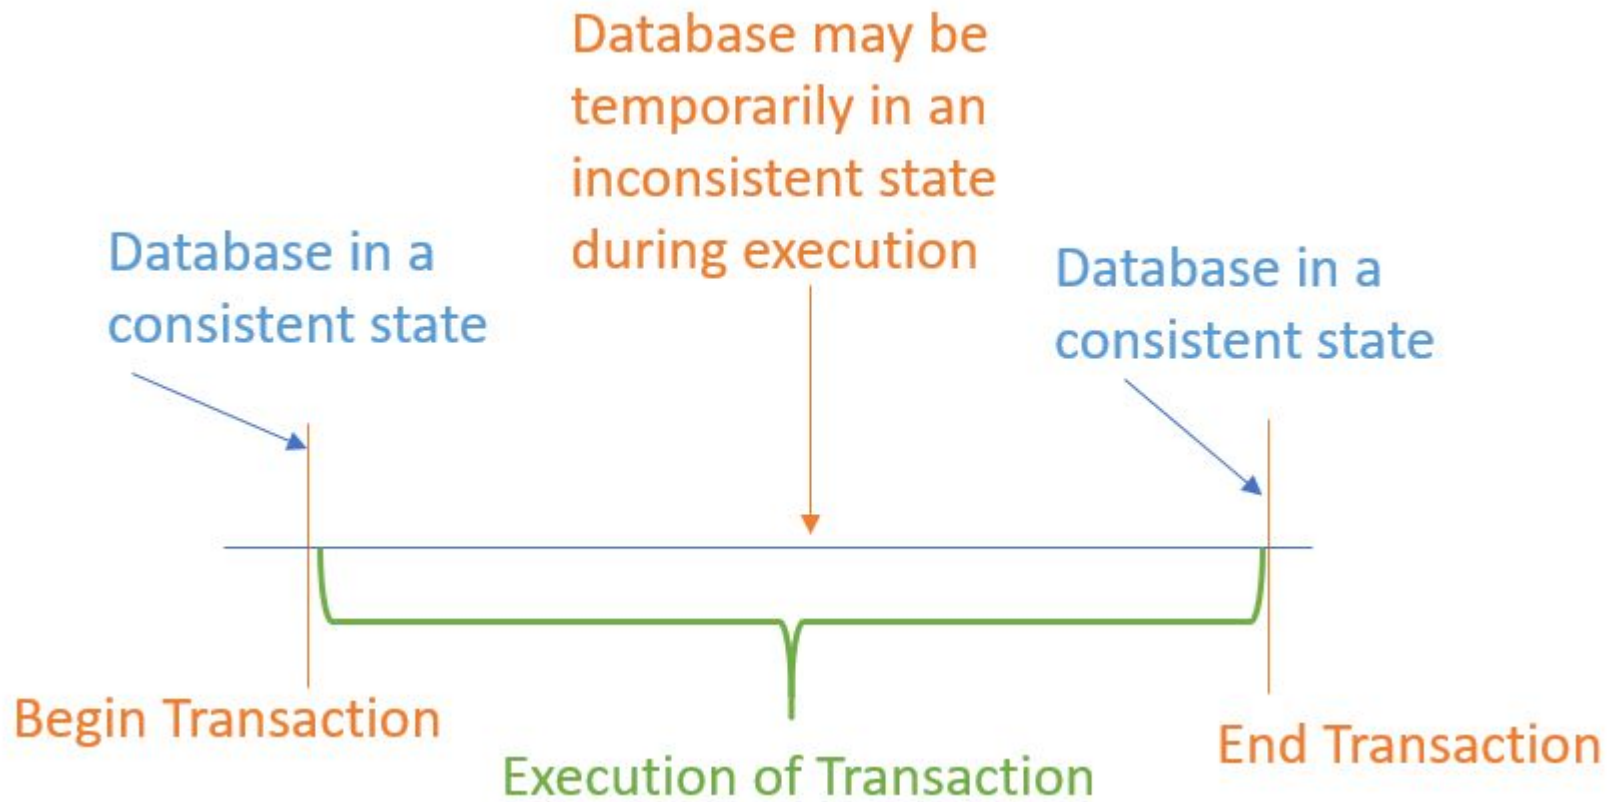 Database may be
temporarily in an
inconsistent state
during execution
Database in a
consistent state
Database in a
consistent state
Begin Transaction
Execution of Transaction
End Transaction